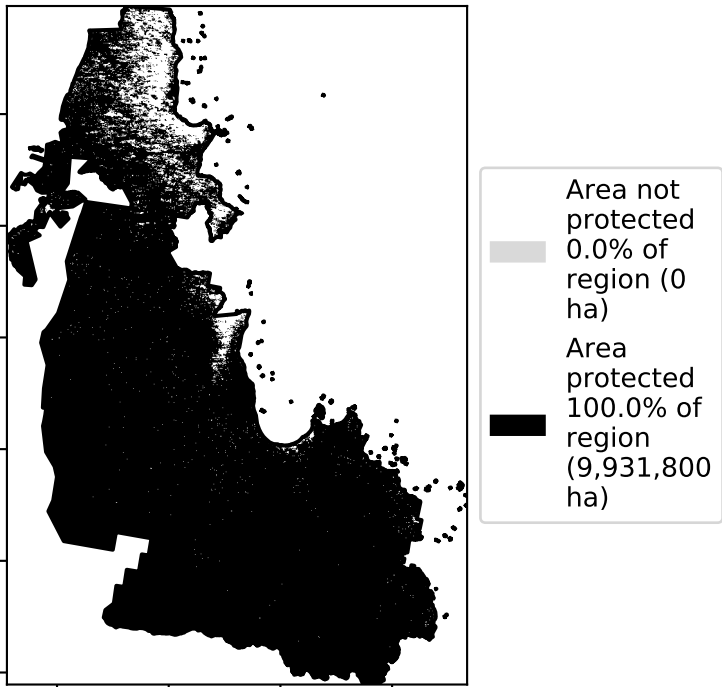 Area not
protected
0.0% of
region (0
ha)
Area
protected
100.0% of
region
(9,931,800
ha)